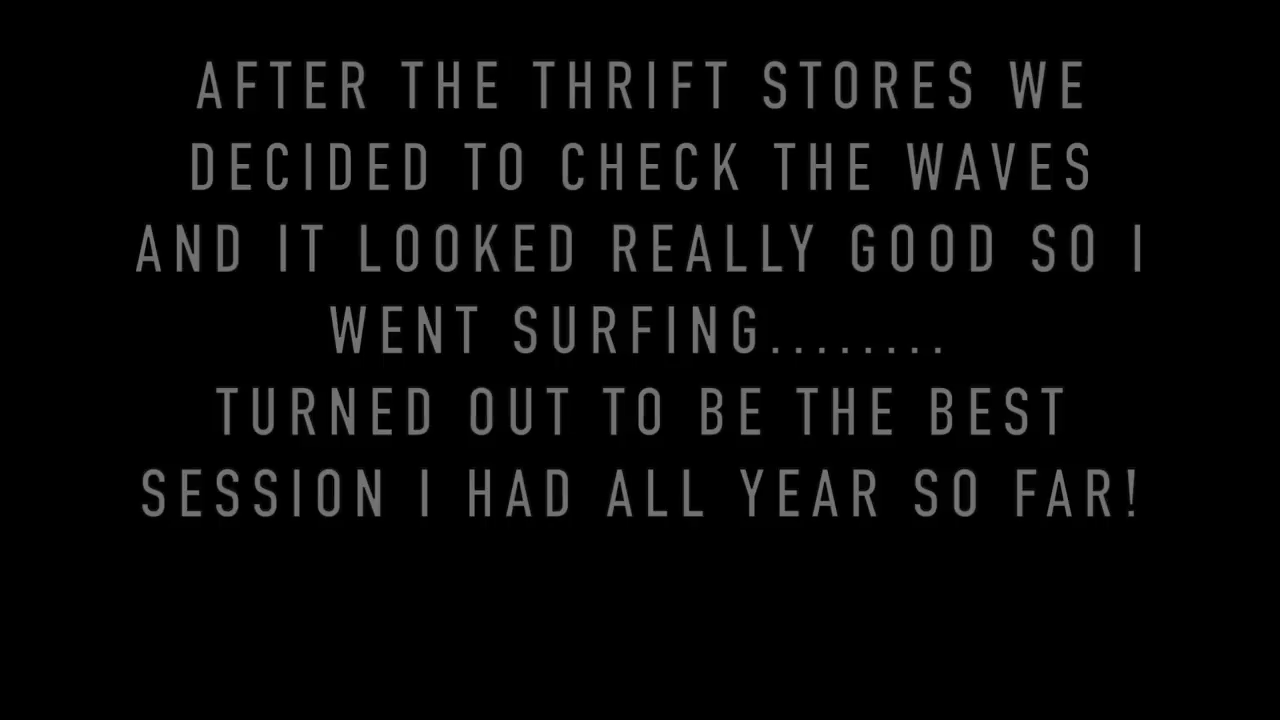 AFTER THE THRIFT STORES WE
DECIDED TO CHECK THE WAVES
AND IT LOOKED REALLY GOOD SO I
WENT SURFING........
TURNED OUT TO BE THE BEST
SESSION I HAD ALL YEAR SO FAR!